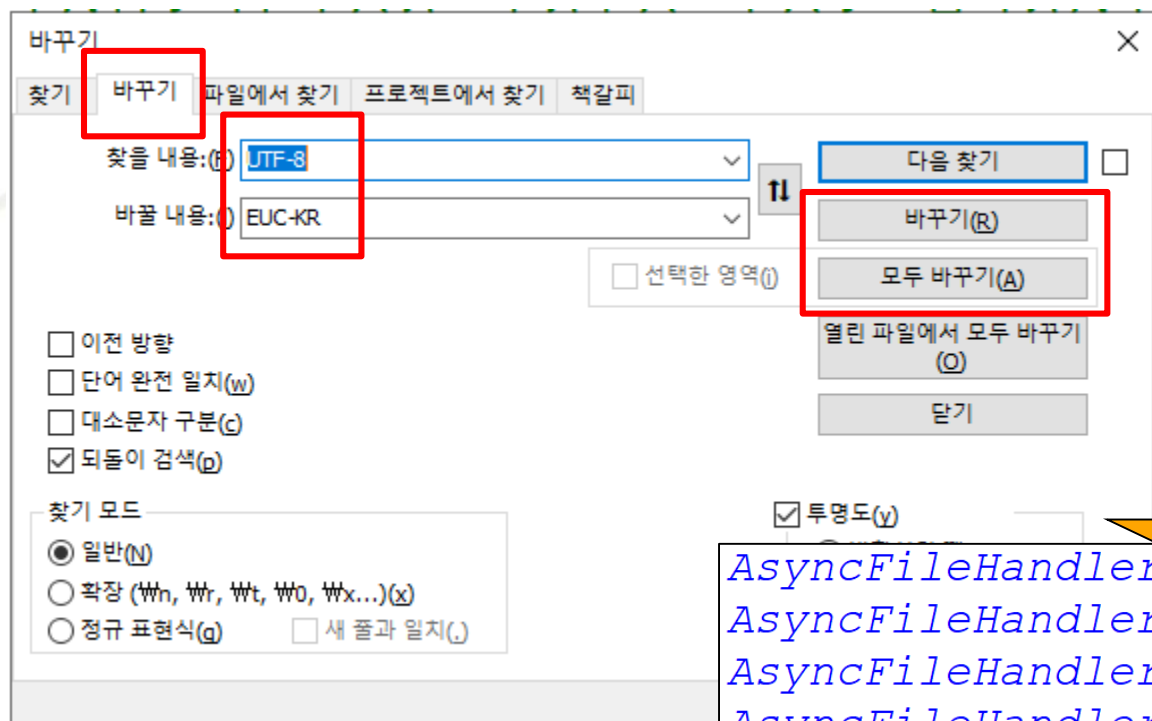 바꾸기
찾기 바꾸기 파일에서 찾기 프로젝트에서 찾기 책갈피
찾을 내용:(F) UTF-8 다음 찾기
바꿀 내용:(l) EUC-KR 바꾸기(R)
선택한 영역(i) 모두 바꾸기(A)
열린 파일에서 모두 바꾸기
(O)
닫기
이전 방향
단어 완전 일치(w)
대소문자 구분(c)
되돌이 검색(p)
찾기 모드
일반(N)
확장 (₩n, ₩r, ₩t, ₩0, ₩x...)(x)
정규 표현식(g) 새 줄과 일치(.)
투명도(y)
AsyncFileHandler
AsyncFileHandler
AsyncFileHandler
AsyncFileHandler